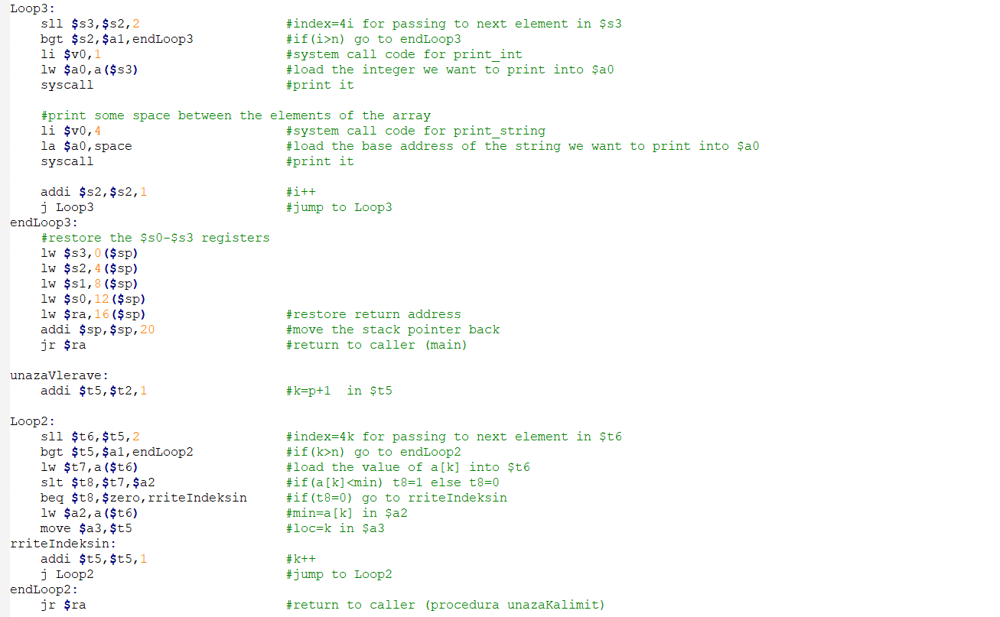 Loop3:
    sll $s3,$s2,2                   #index=4i for passing to next element in $s3
    bgt $s2,$a1,endLoop3            #if(i>n) go to endLoop3
    li $v0,1                        #system call code for print_int
    lw $a0,a($s3)                   #load the integer we want to print into $a0
    syscall                         #print it
    #print some space between the elements of the array
    li $v0,4                        #system call code for print_string
    la $a0,space                    #load the base address of the string we want to print into $a0
    syscall                         #print it
    addi $s2,$s2,1                  #i++
    j Loop3                         #jump to Loop3
endLoop3:
    #restore the $s0-$s3 registers
    lw $s3,0($sp)
    lw $s2,4($sp)
    lw $s1,8($sp)
    lw $s0,12($sp)
    lw $ra,16($sp)                  #restore return address
    addi $sp,$sp,20                 #move the stack pointer back
    jr $ra                          #return to caller (main)
unazaVlerave:
    addi $t5,$t2,1                  #k=p+1  in $t5
Loop2:
    sll $t6,$t5,2                   #index=4k for passing to next element in $t6
    bgt $t5,$a1,endLoop2            #if(k>n) go to endLoop2
    lw $t7,a($t6)                   #load the value of a[k] into $t6
    slt $t8,$t7,$a2                 #if(a[k]<min) t8=1 else t8=0
    beq $t8,$zero,rriteIndeksin     #if(t8=0) go to rriteIndeksin
    lw $a2,a($t6)                   #min=a[k] in $a2
    move $a3,$t5                    #loc=k in $a3
rriteIndeksin:
    addi $t5,$t5,1                  #k++
    j Loop2                         #jump to Loop2
endLoop2:
    jr $ra                          #return to caller (procedura unazaKalimit)